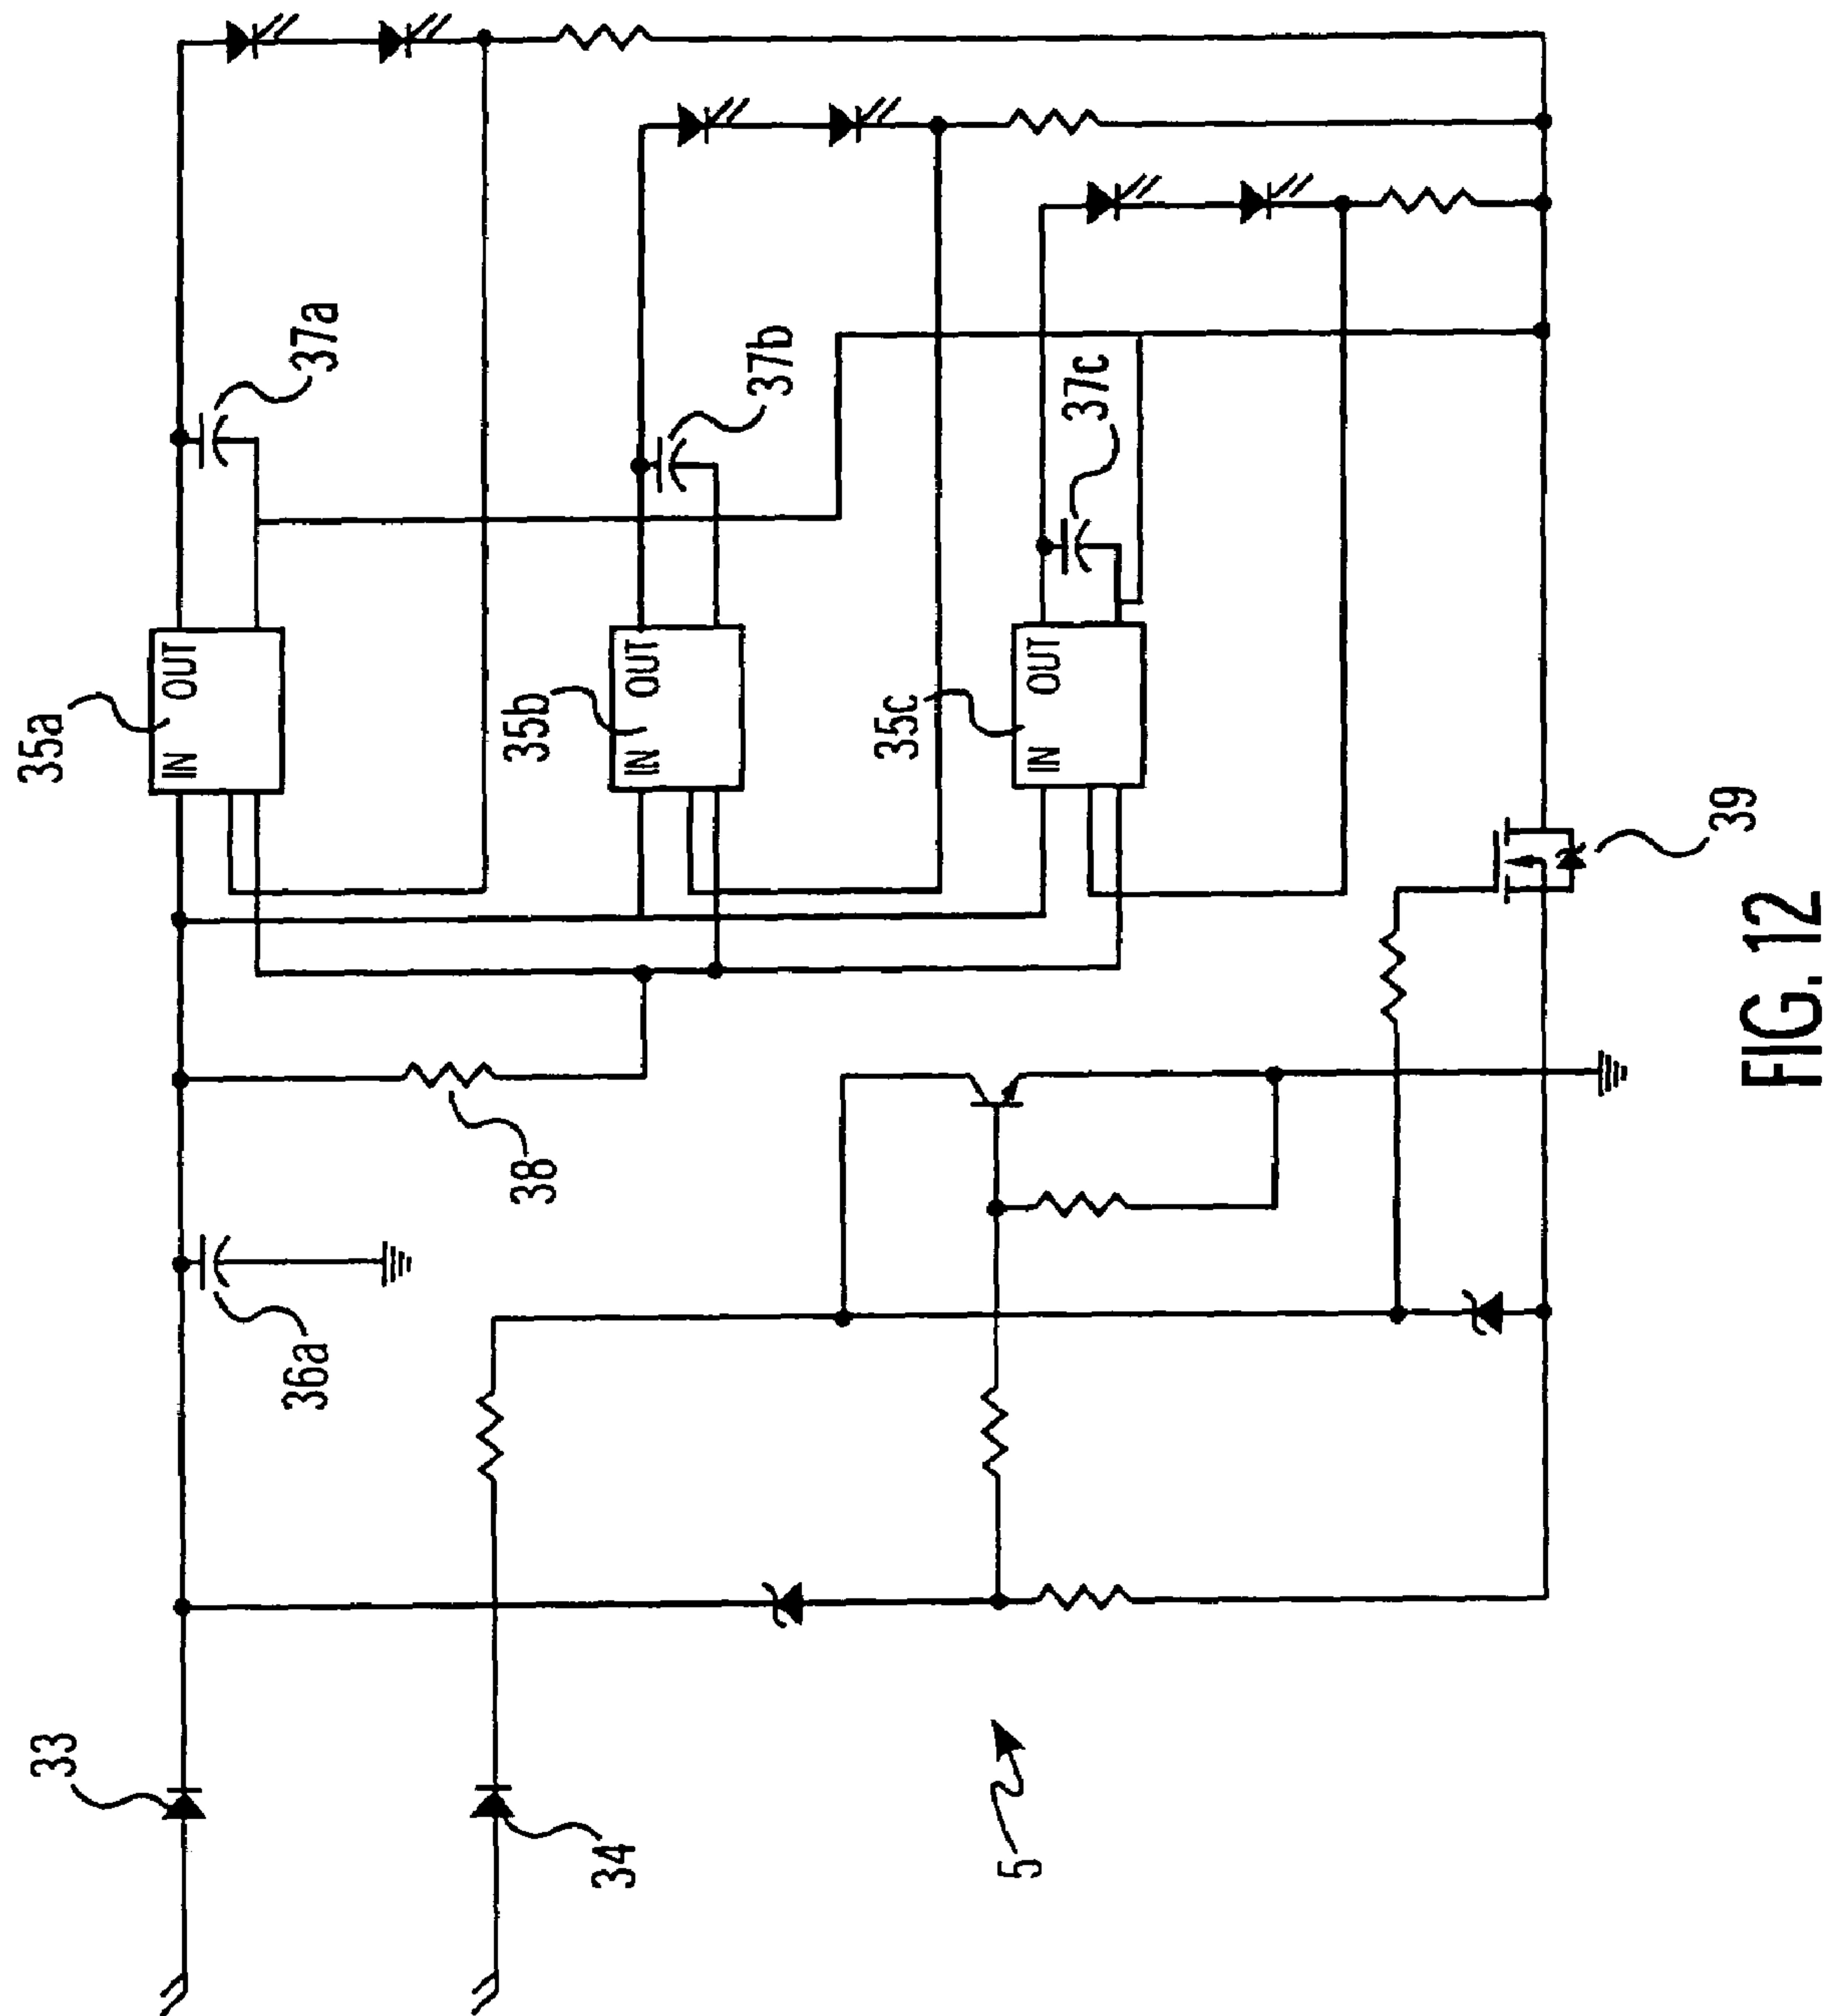 33
34
5
36a
38
35a
IN OUT
35b
IN OUT
35c
IN OUT
37a
37b
37c
39
FIG. 12